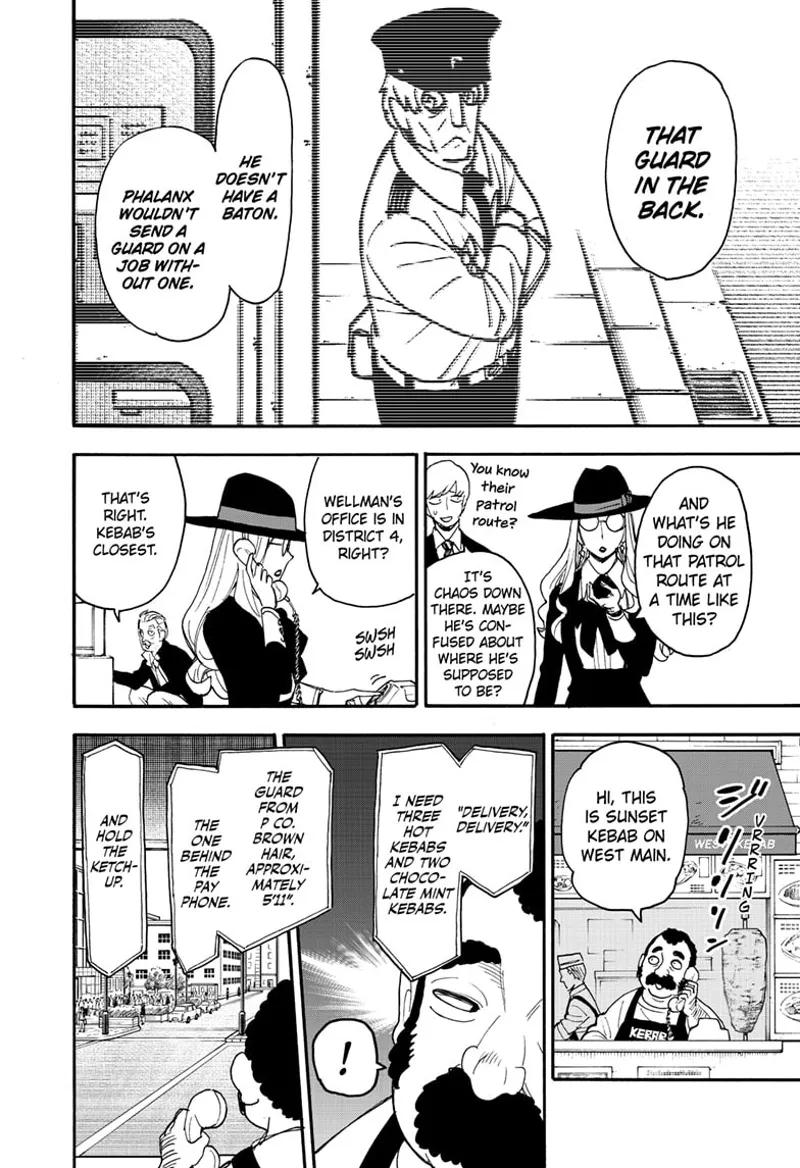 THAT
GUARD
IN THE
BACK.
HE
DOESN'T
HAVE A
BATON.
PHALANX
WOULDN'T
SEND A
GUARD ON A
JOB WITH-
OUT ONE.
AND
WHAT'S HE
DOING ON
THAT PATROL
ROUTE AT
A TIME LIKE
THIS?
You know
their
patrol
route?
IT'S
CHAOS DOWN
THERE. MAYBE
HE'S CON-
FUSED ABOUT
WHERE HE'S
SUPPOSED
TO BE?
WELLMAN'S
OFFICE IS IN
DISTRICT 4,
RIGHT?
THAT'S
RIGHT.
KEBAB'S
CLOSEST.
SWSH
SWSH
HI, THIS
IS SUNSET
KEBAB ON
WEST MAIN.
VRRRING
WEST KEBAB
KEBAB
"DELIVERY,
DELIVERY."
I NEED
THREE
HOT
KEBABS
AND TWO
CHOCO-
LATE MINT
KEBABS.
!
THE
GUARD
FROM
P CO.
BROWN
HAIR,
APPROXI-
MATELY
5'11".
THE
ONE
BEHIND
THE
PAY
PHONE.
AND
HOLD
THE
KETCH-
UP.